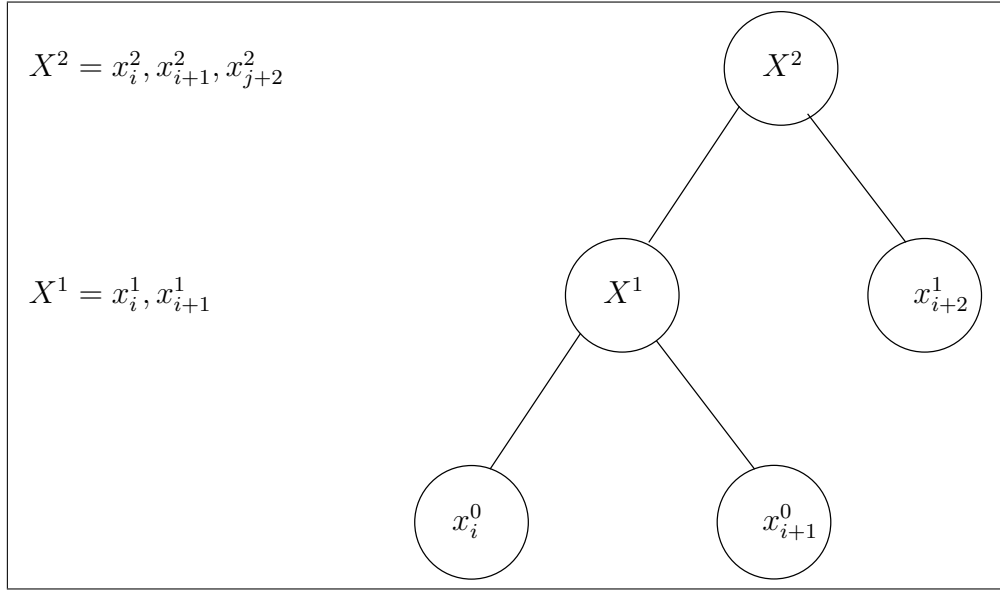 $X^2 = x_i^2, x_{i+1}^2, x_{j+2}^2$
$X^2$
$X^1 = x_i^1, x_{i+1}^1$
$X^1$
$x_{i+2}^1$
$x_i^0$
$x_{i+1}^0$